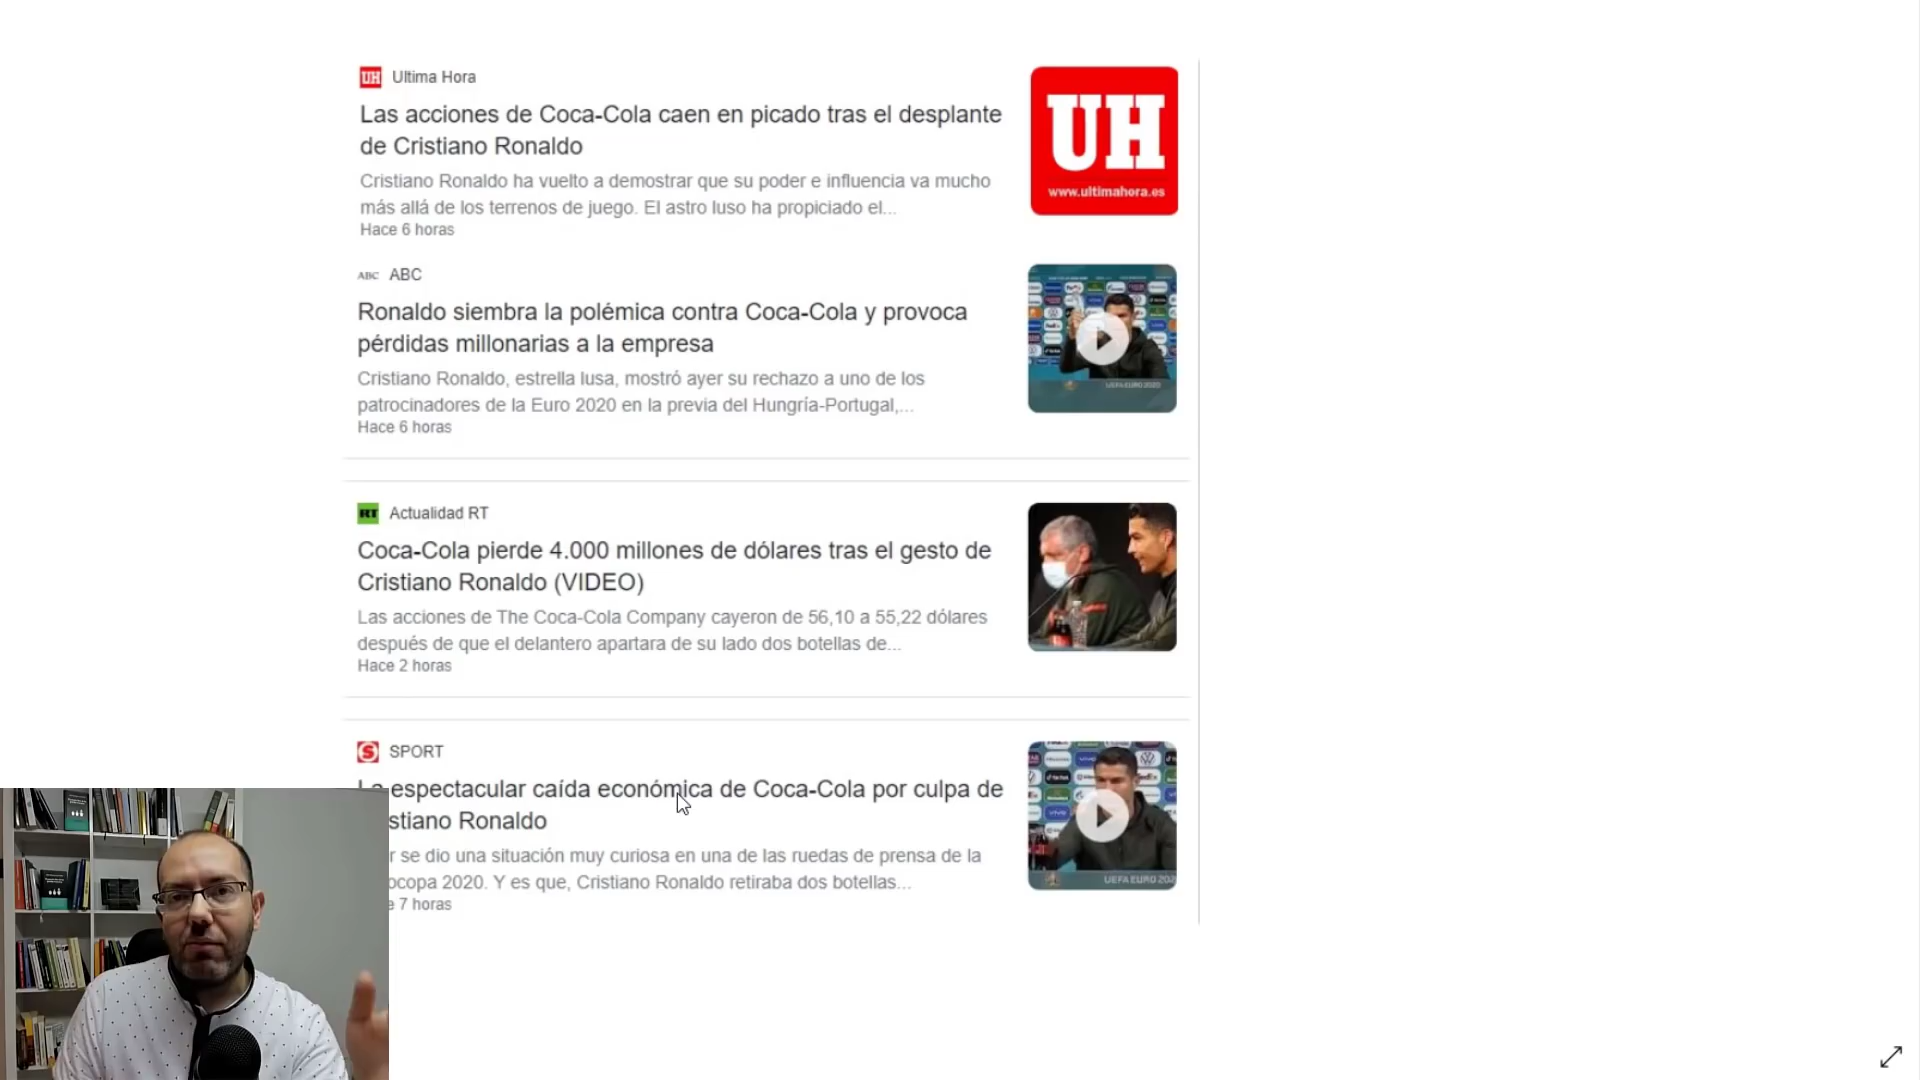 UH Ultima Hora
Las acciones de Coca-Cola caen en picado tras el desplante
de Cristiano Ronaldo
Cristiano Ronaldo ha vuelto a demostrar que su poder e influencia va mucho
más allá de los terrenos de juego. El astro luso ha propiciado el...
Hace 6 horas
UH
www.ultimahora.es
ABC ABC
Ronaldo siembra la polémica contra Coca-Cola y provoca
pérdidas millonarias a la empresa
Cristiano Ronaldo, estrella lusa, mostró ayer su rechazo a uno de los
patrocinadores de la Euro 2020 en la previa del Hungría-Portugal,...
Hace 6 horas
UEFA EURO 2020
RT Actualidad RT
Coca-Cola pierde 4.000 millones de dólares tras el gesto de
Cristiano Ronaldo (VIDEO)
Las acciones de The Coca-Cola Company cayeron de 56,10 a 55,22 dólares
después de que el delantero apartara de su lado dos botellas de...
Hace 2 horas
S SPORT
La espectacular caída económica de Coca-Cola por culpa de
stiano Ronaldo
r se dio una situación muy curiosa en una de las ruedas de prensa de la
ocopa 2020. Y es que, Cristiano Ronaldo retiraba dos botellas...
e 7 horas
UEFA EURO 202